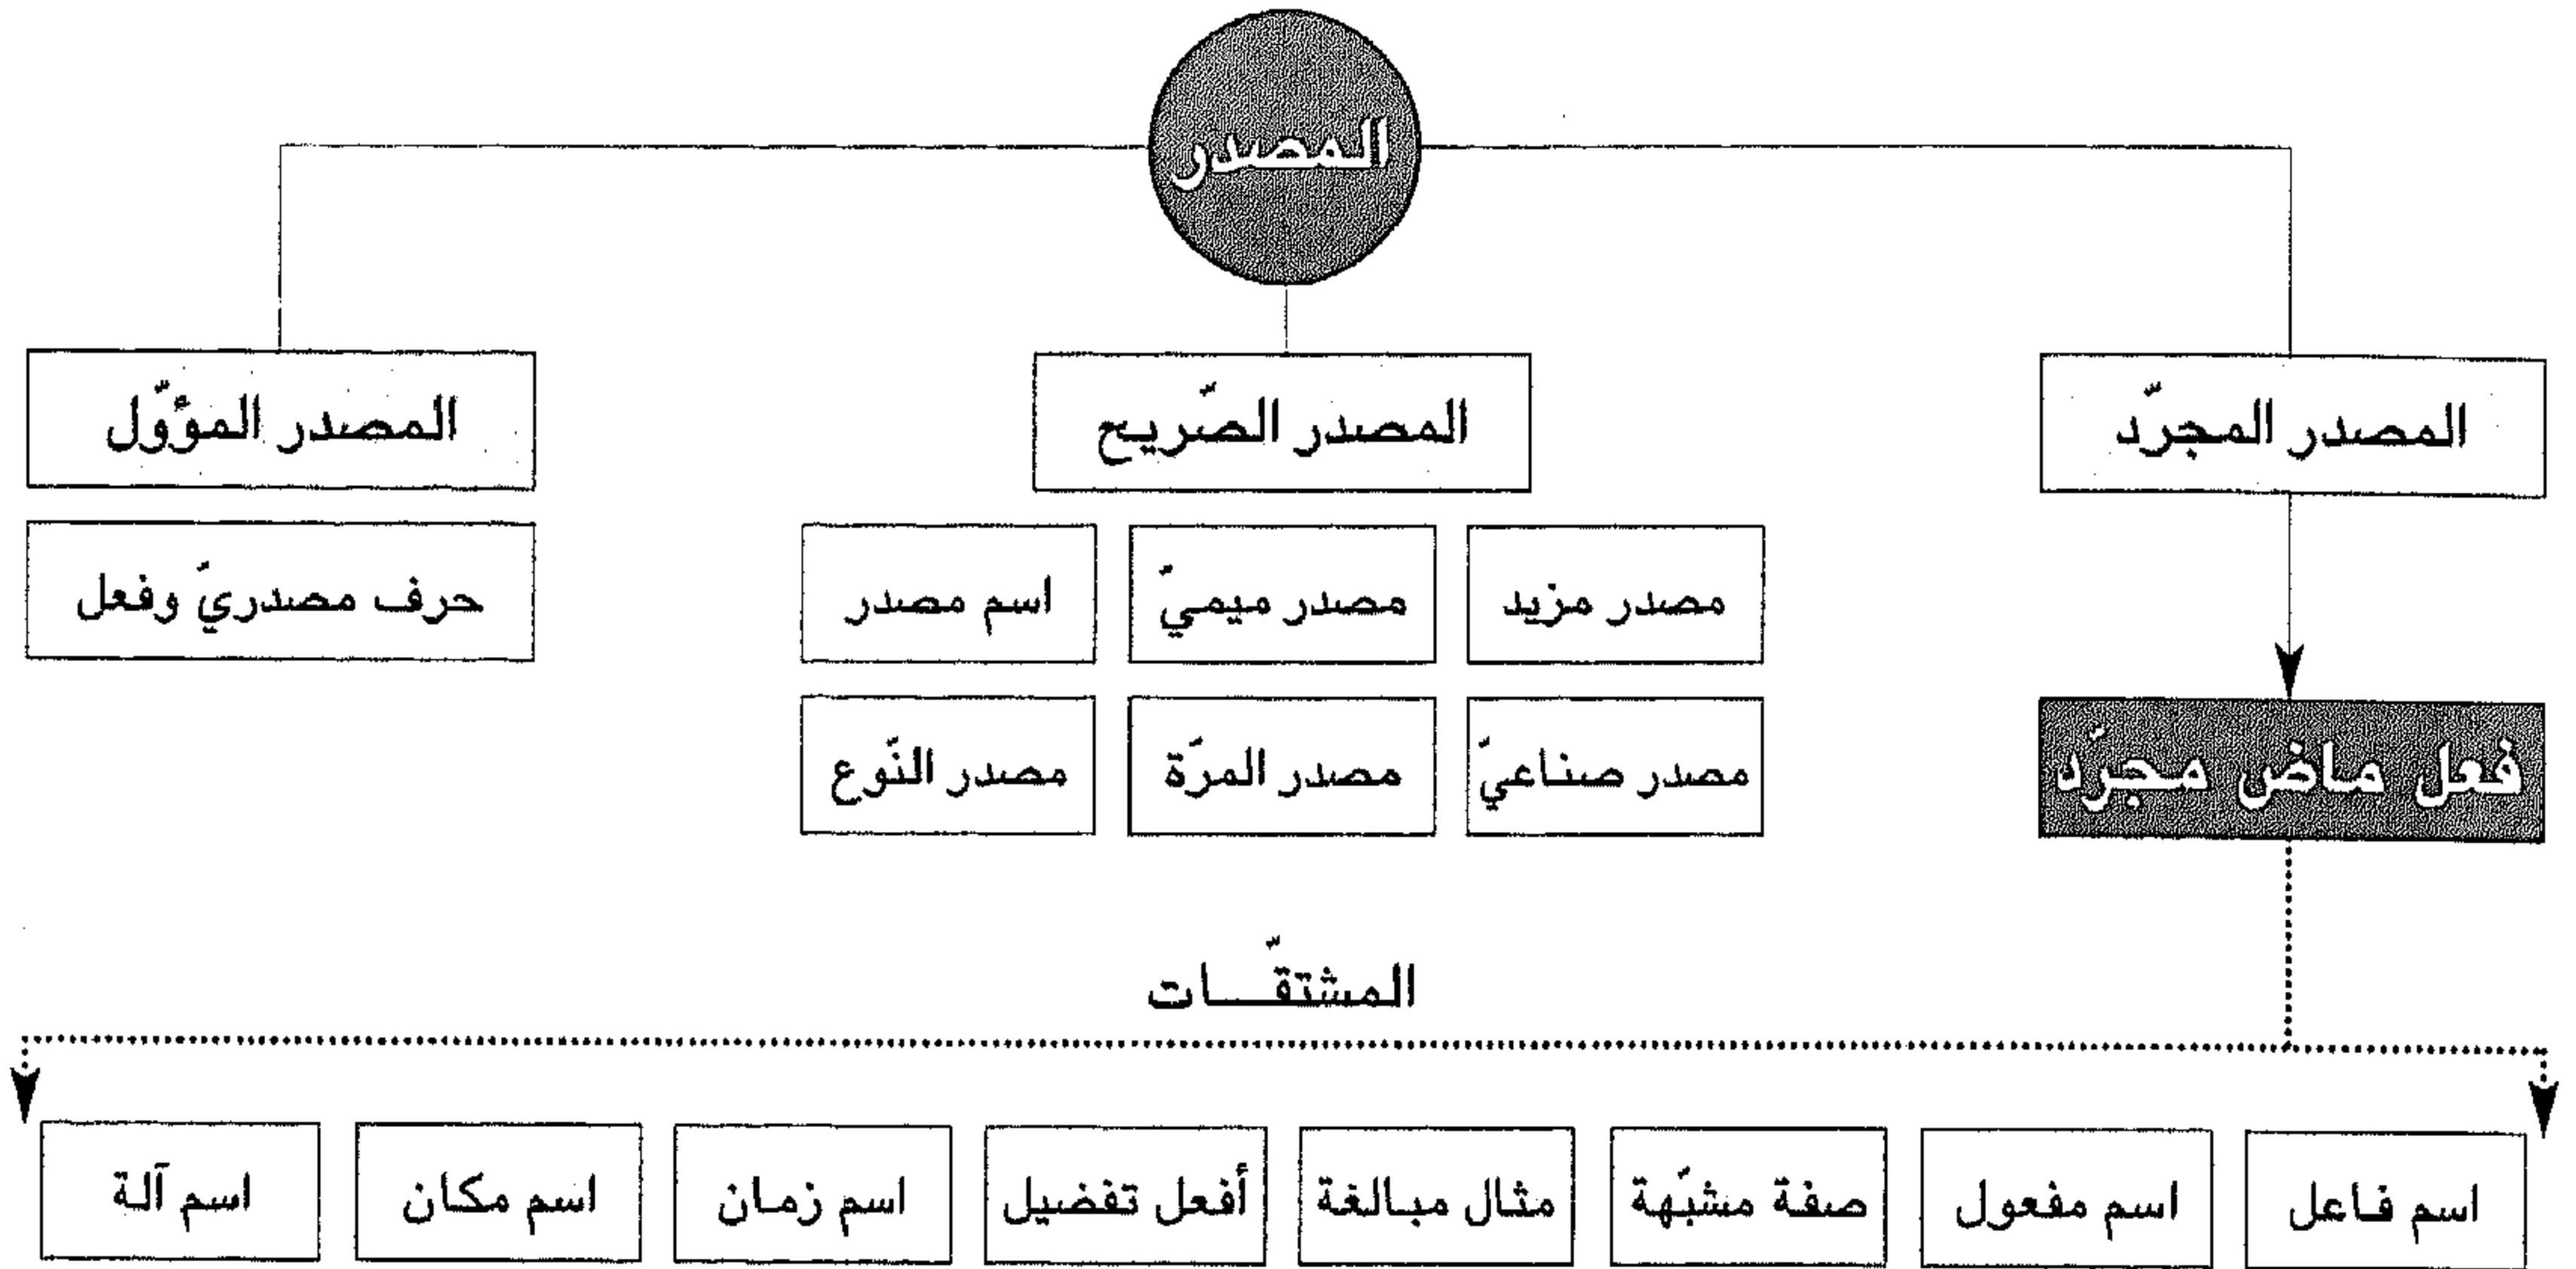 المصدر
المصدر المجرّد
المصدر الصّريح
المصدر المؤوّل
مصدر مزيد
مصدر ميميّ
اسم مصدر
حرف مصدريّ وفعل
فعل ماض مجرّد
مصدر صناعيّ
مصدر المرّة
مصدر النّوع
المشتقّـــات
اسم فاعل
اسم مفعول
صفة مشبّهة
مثال مبالغة
أفعل تفضيل
اسم زمان
اسم مكان
اسم آلة